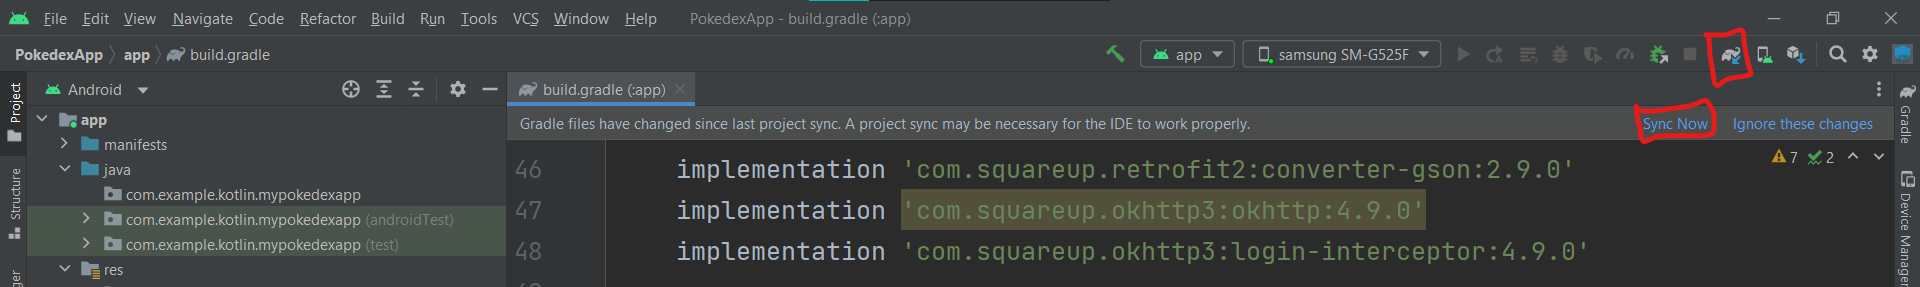 File Edit View Navigate Code Refactor Build Run Tools VCS Window Help PokedexApp - build.gradle (:app)
PokedexApp app build.gradle app samsung SM-G525F
Project
Android
build.gradle (:app)
Gradle files have changed since last project sync. A project sync may be necessary for the IDE to work properly. Sync Now Ignore these changes
app
manifests
java
com.example.kotlin.mypokedexapp
com.example.kotlin.mypokedexapp (androidTest)
com.example.kotlin.mypokedexapp (test)
res
Structure
46 implementation 'com.squareup.retrofit2:converter-gson:2.9.0'
47 implementation 'com.squareup.okhttp3:okhttp:4.9.0'
48 implementation 'com.squareup.okhttp3:login-interceptor:4.9.0'
7 2
Gradle
Device Manager